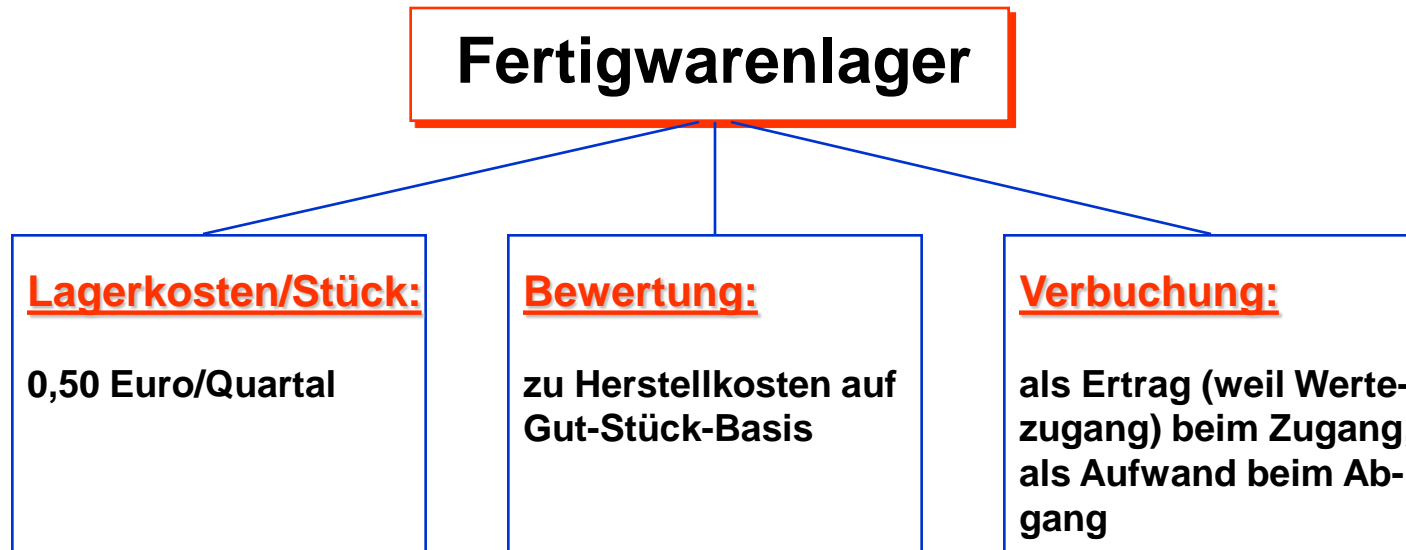 Fertigwarenlager
Lagerkosten/Stück:
0,50 Euro/Quartal
Bewertung:
zu Herstellkosten auf
Gut-Stück-Basis
Verbuchung:
als Ertrag (weil Werte-
zugang) beim Zugang,
als Aufwand beim Ab-
gang